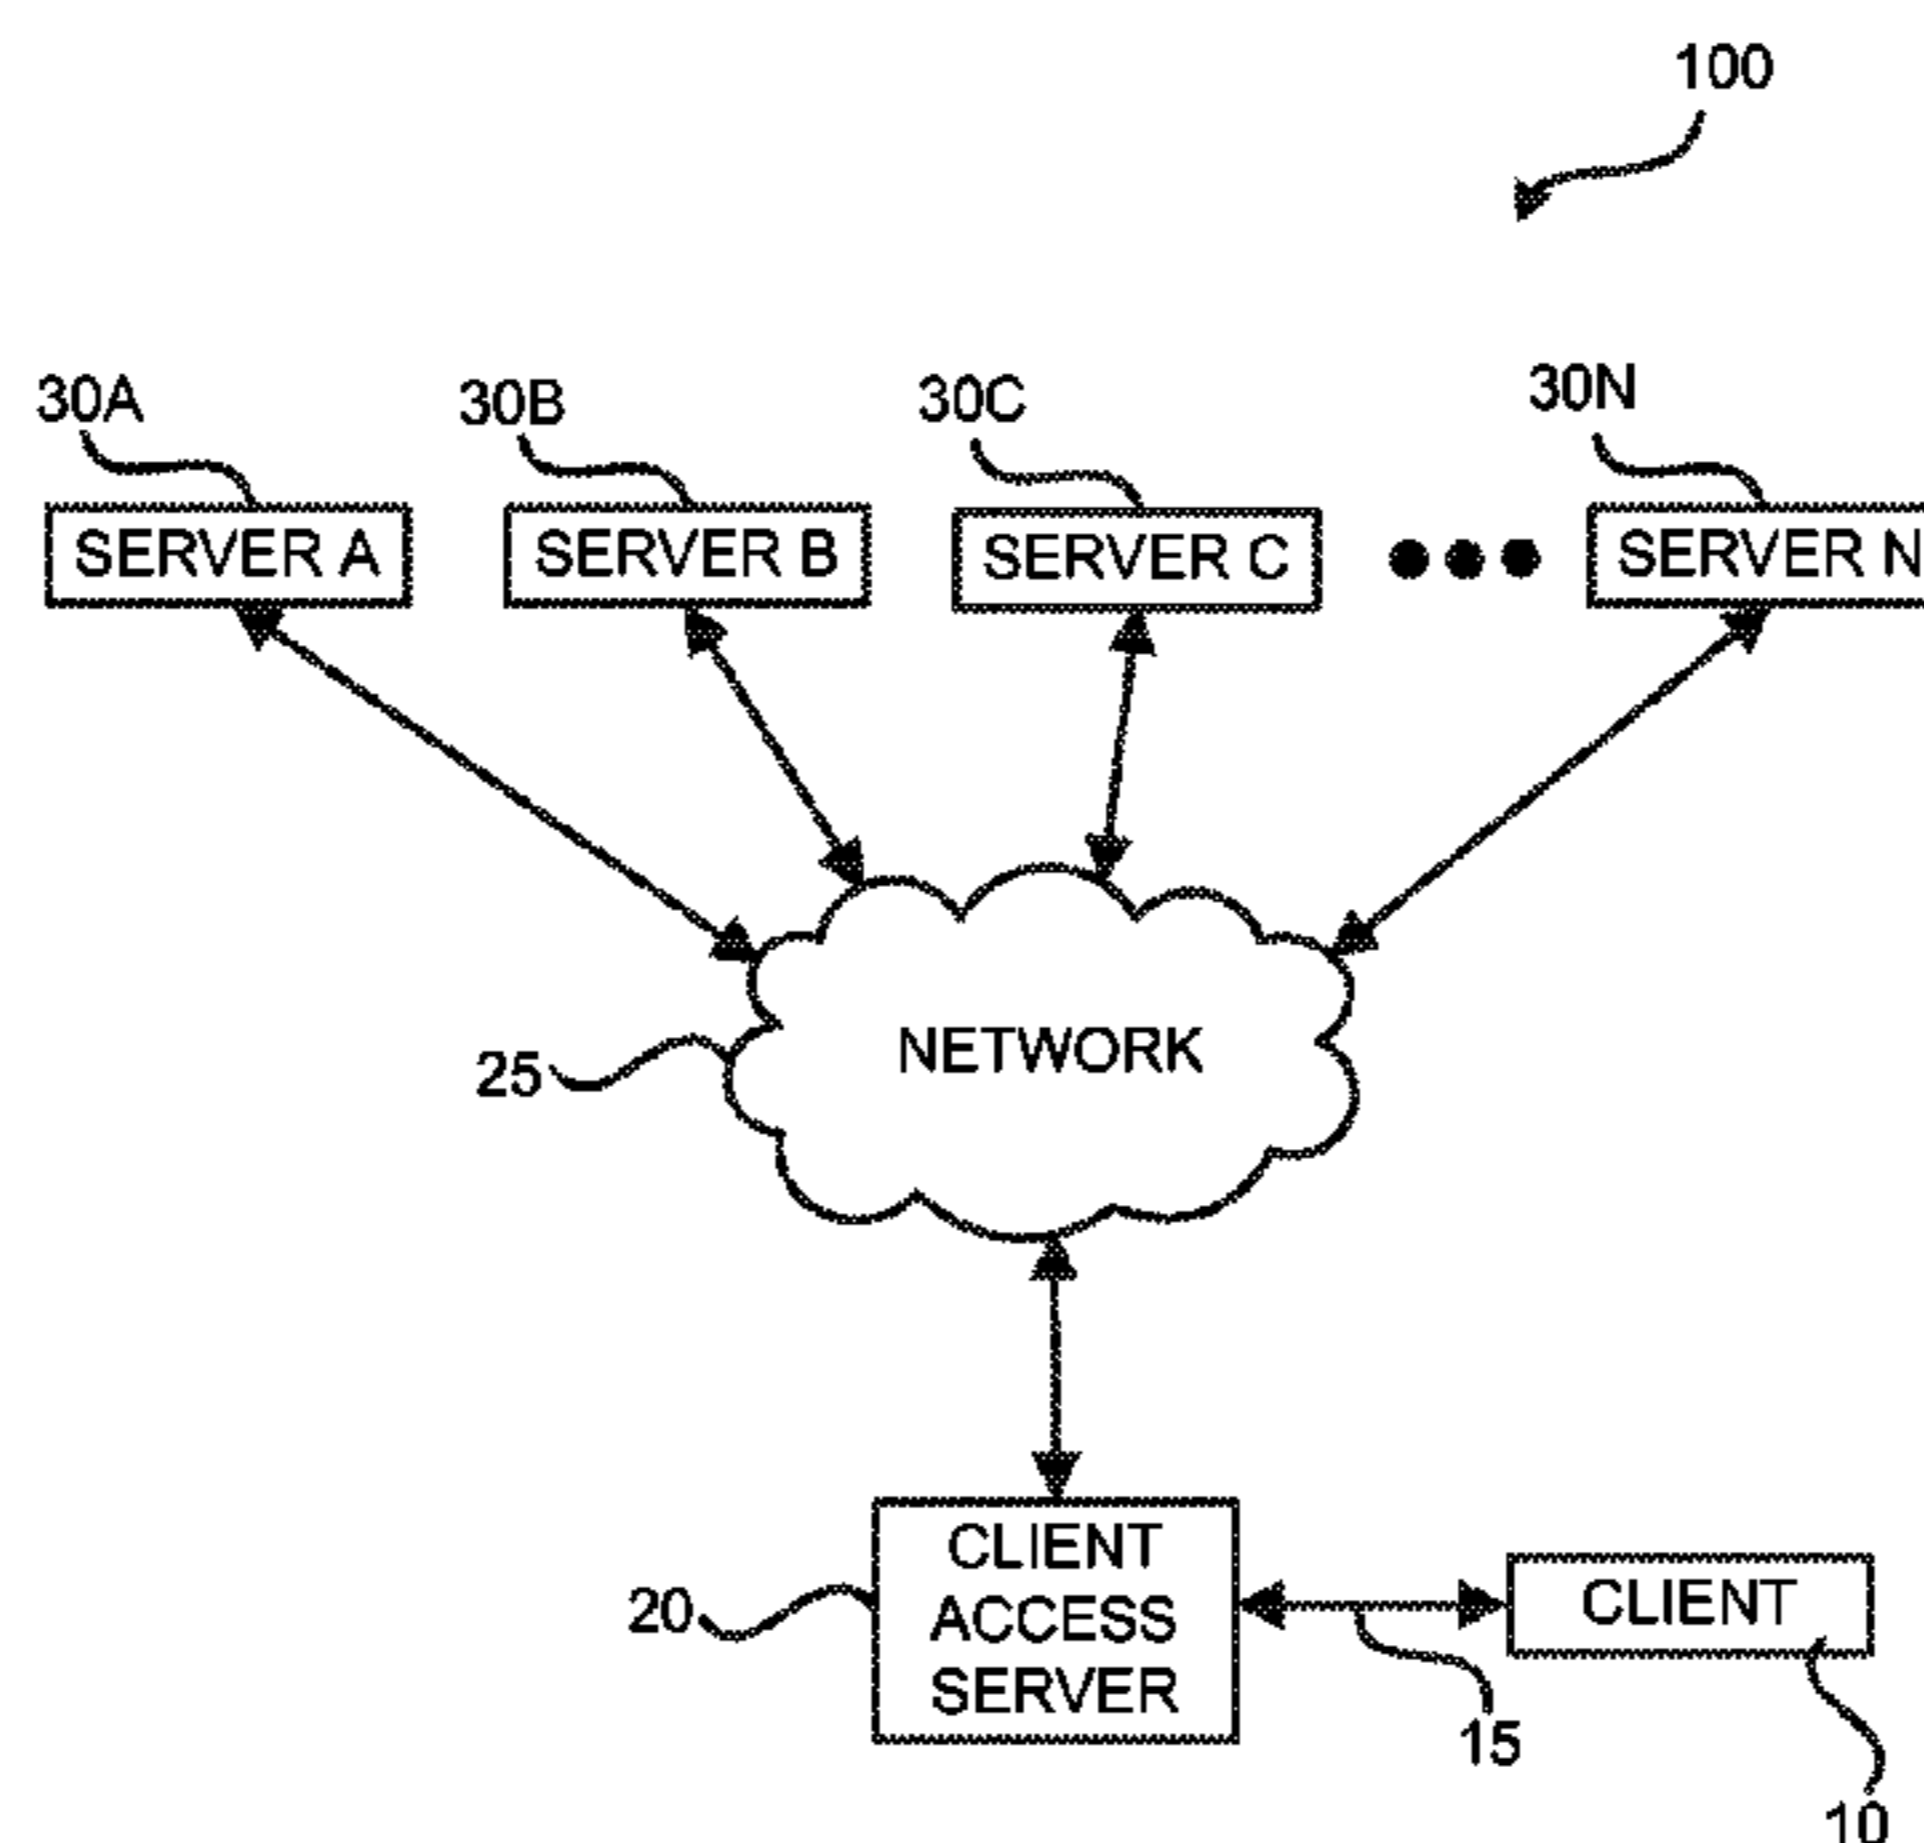 100
30A
30B
30C
30N
SERVER A
SERVER B
SERVER C
SERVER N
NETWORK
25
CLIENT
ACCESS
SERVER
20
CLIENT
15
10